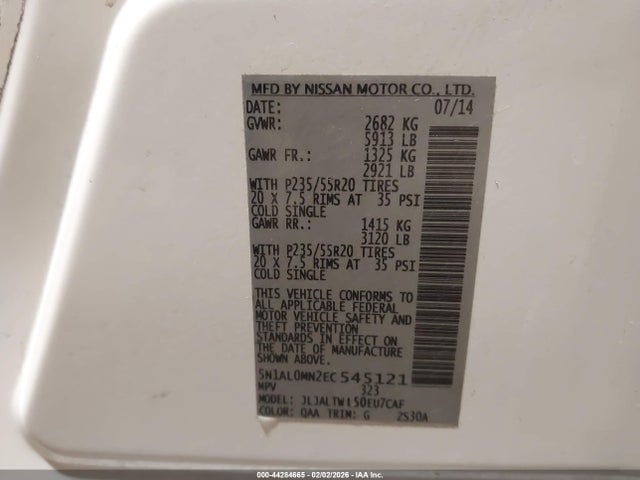 MFD BY NISSAN MOTOR CO., LTD.
DATE: 07/14
GVWR: 2682 KG
5913 LB
GAWR FR.: 1325 KG
2921 LB
WITH P235/55R20 TIRES
20 X 7.5 RIMS AT 35 PSI
COLD SINGLE
GAWR RR.: 1415 KG
3120 LB
WITH P235/55R20 TIRES
20 X 7.5 RIMS AT 35 PSI
COLD SINGLE
THIS VEHICLE CONFORMS TO
ALL APPLICABLE FEDERAL
MOTOR VEHICLE SAFETY AND
THEFT PREVENTION
STANDARDS IN EFFECT ON
THE DATE OF MANUFACTURE
SHOWN ABOVE.
5N1AL0MN2EC545121
MPV 323
MODEL: JLJALTWL50EU7CAF
COLOR: QAA TRIM: G 2S30A
000-44284665 - 02/02/2026 - IAAI, Inc.